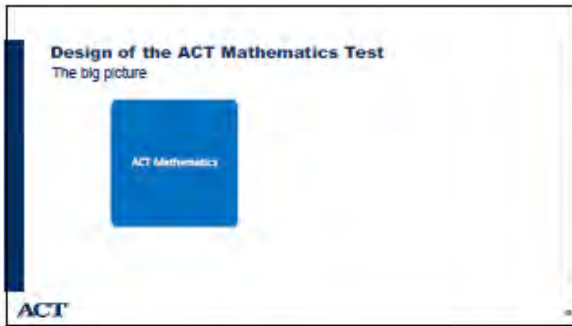 Design of the ACT Mathematics Test
The big picture
ACT Mathematics
ACT